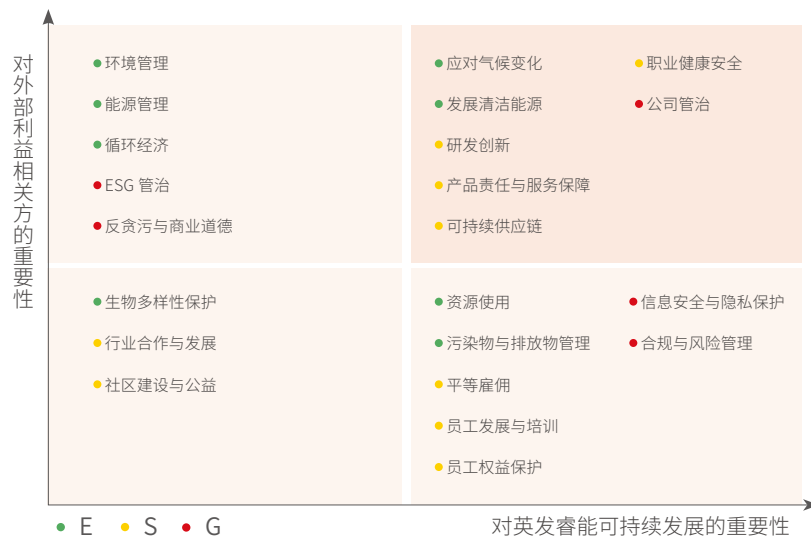 对外部利益相关方的重要性
环境管理
能源管理
循环经济
ESG 管治
反贪污与商业道德
应对气候变化
发展清洁能源
研发创新
产品责任与服务保障
可持续供应链
职业健康安全
公司管治
生物多样性保护
行业合作与发展
社区建设与公益
资源使用
污染物与排放物管理
平等雇佣
员工发展与培训
员工权益保护
信息安全与隐私保护
合规与风险管理
E S G
对英发睿能可持续发展的重要性